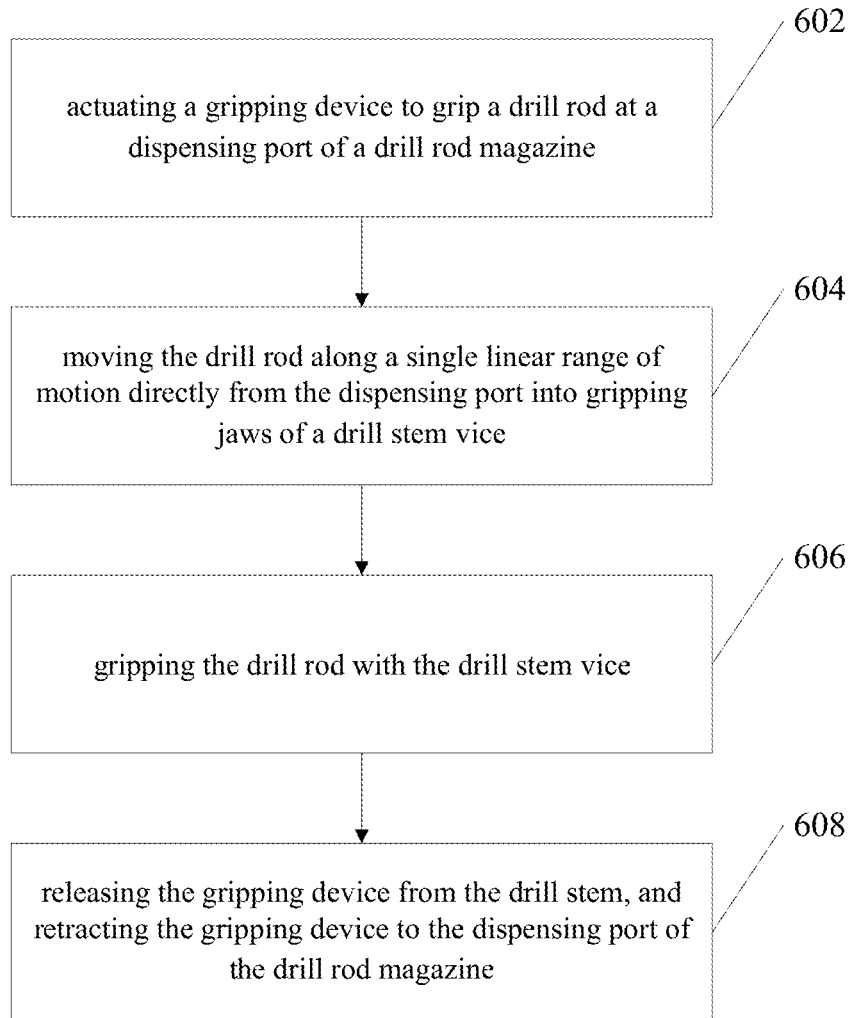 602
actuating a gripping device to grip a drill rod at a
dispensing port of a drill rod magazine
604
moving the drill rod along a single linear range of
motion directly from the dispensing port into gripping
jaws of a drill stem vice
606
gripping the drill rod with the drill stem vice
608
releasing the gripping device from the drill stem, and
retracting the gripping device to the dispensing port of
the drill rod magazine